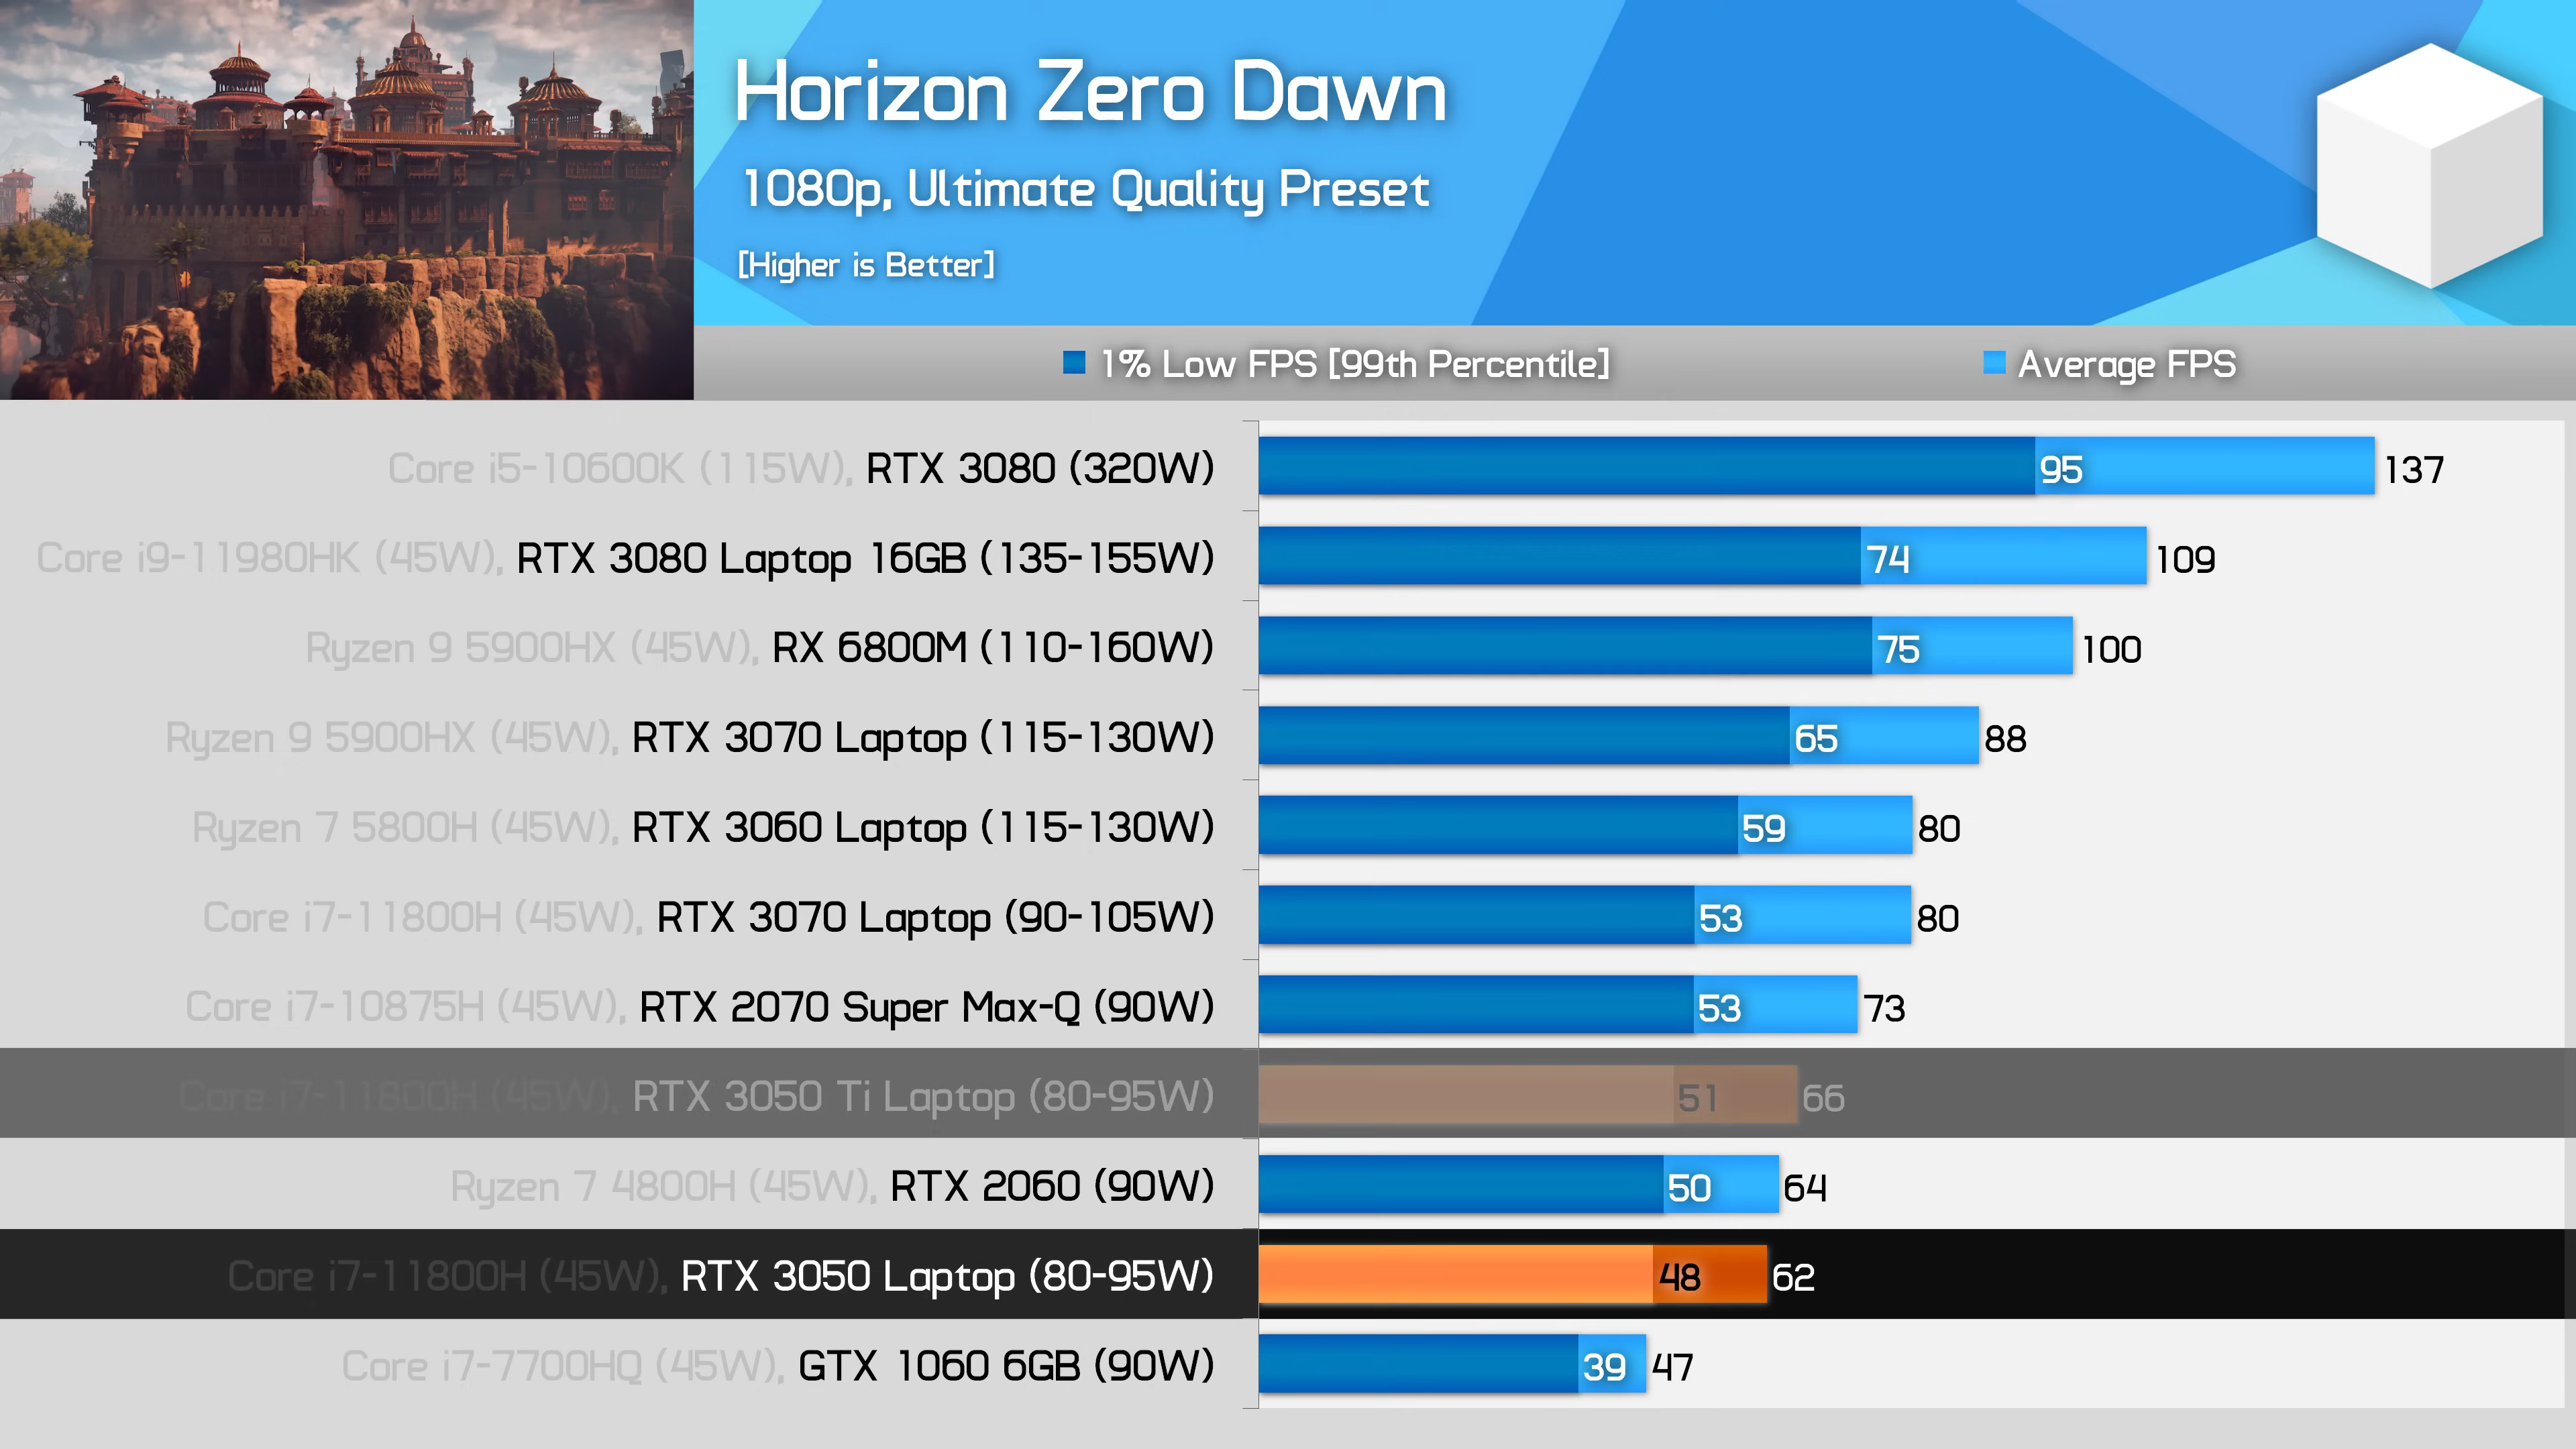 Horizon Zero Dawn
1080p, Ultimate Quality Preset
[Higher is Better]
1% Low FPS [99th Percentile] Average FPS
Core i5-10600K (115W), RTX 3080 (320W) 95 137
Core i9-11980HK (45W), RTX 3080 Laptop 16GB (135-155W) 74 109
Ryzen 9 5900HX (45W), RX 6800M (110-160W) 75 100
Ryzen 9 5900HX (45W), RTX 3070 Laptop (115-130W) 65 88
Ryzen 7 5800H (45W), RTX 3060 Laptop (115-130W) 59 80
Core i7-11800H (45W), RTX 3070 Laptop (90-105W) 53 80
Core i7-10875H (45W), RTX 2070 Super Max-Q (90W) 53 73
Core i7-11800H (45W), RTX 3050 Ti Laptop (80-95W) 51 66
Ryzen 7 4800H (45W), RTX 2060 (90W) 50 64
Core i7-11800H (45W), RTX 3050 Laptop (80-95W) 48 62
Core i7-7700HQ (45W), GTX 1060 6GB (90W) 39 47